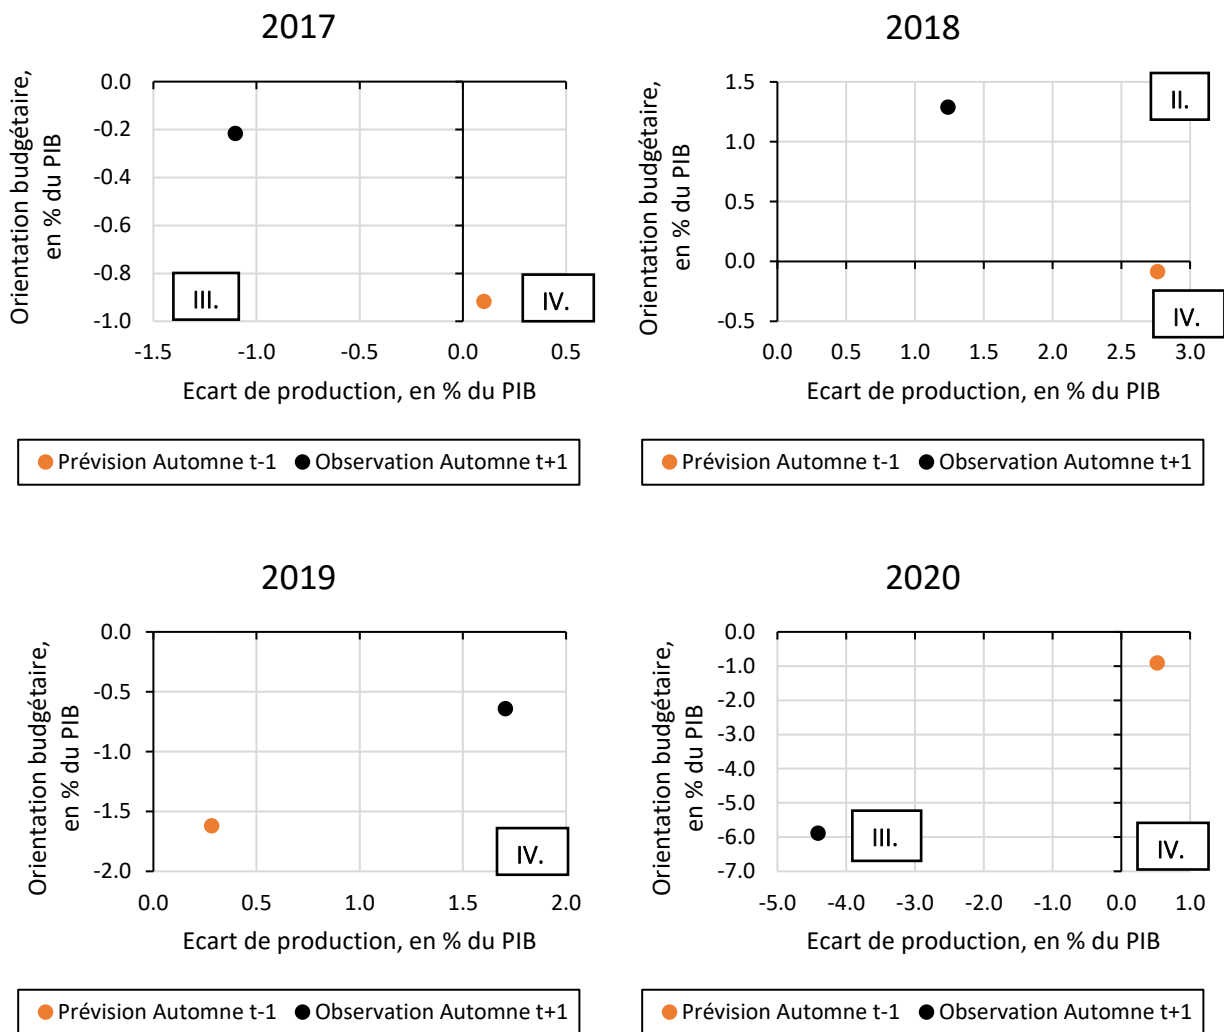 2017
Orientation budgétaire,
en % du PIB
0.0
-0.2
-0.4
-0.6
-0.8
-1.0
III.
IV.
-1.5 -1.0 -0.5 0.0 0.5
Ecart de production, en % du PIB
Prévision Automne t-1 Observation Automne t+1
2018
Orientation budgétaire,
en % du PIB
1.5
1.0
0.5
0.0
-0.5
II.
IV.
0.0 0.5 1.0 1.5 2.0 2.5 3.0
Ecart de production, en % du PIB
Prévision Automne t-1 Observation Automne t+1
2019
Orientation budgétaire,
en % du PIB
0.0
-0.5
-1.0
-1.5
-2.0
IV.
0.0 0.5 1.0 1.5 2.0
Ecart de production, en % du PIB
Prévision Automne t-1 Observation Automne t+1
2020
Orientation budgétaire,
en % du PIB
0.0
-1.0
-2.0
-3.0
-4.0
-5.0
-6.0
-7.0
III.
IV.
-5.0 -4.0 -3.0 -2.0 -1.0 0.0 1.0
Ecart de production, en % du PIB
Prévision Automne t-1 Observation Automne t+1